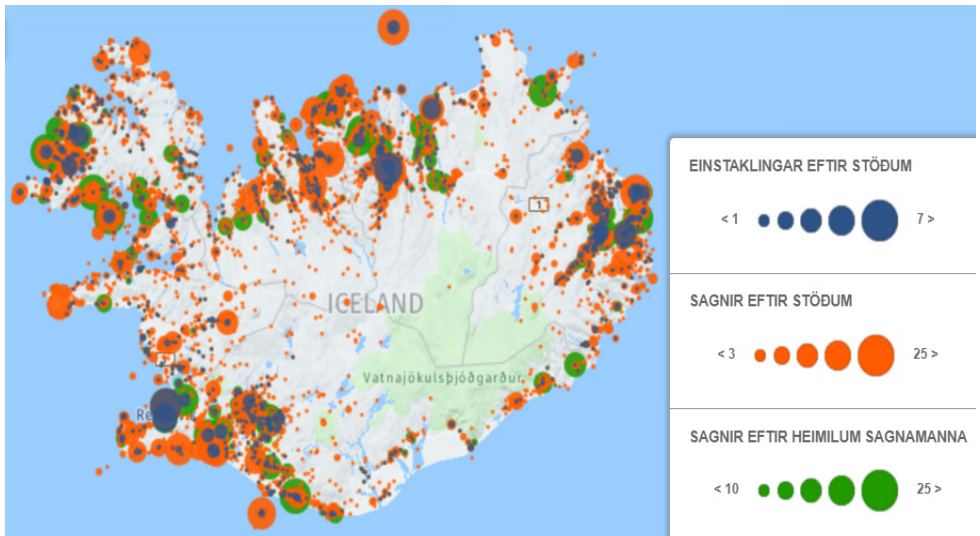 EINSTAKLINGAR EFTIR STÖÐUM
< 1 7 >
SAGNIR EFTIR STÖÐUM
< 3 25 >
SAGNIR EFTIR HEIMILUM SAGNAMANNA
< 10 25 >
1
ICELAND
Vatnajökulsþjóðgarður